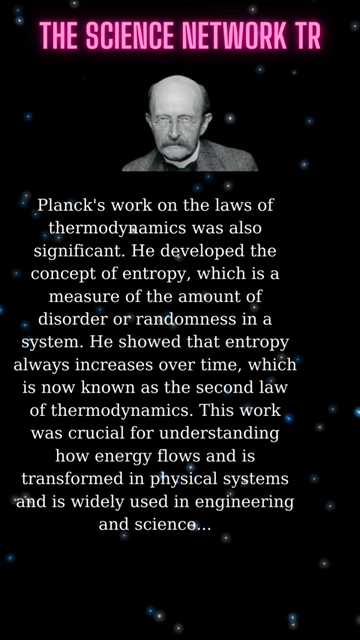 THE SCIENCE NETWORK TR
Planck's work on the laws of
thermodynamics was also
significant. He developed the
concept of entropy, which is a
measure of the amount of
disorder or randomness in a
system. He showed that entropy
always increases over time, which
is now known as the second law
of thermodynamics. This work
was crucial for understanding
how energy flows and is
transformed in physical systems
and is widely used in engineering
and science...